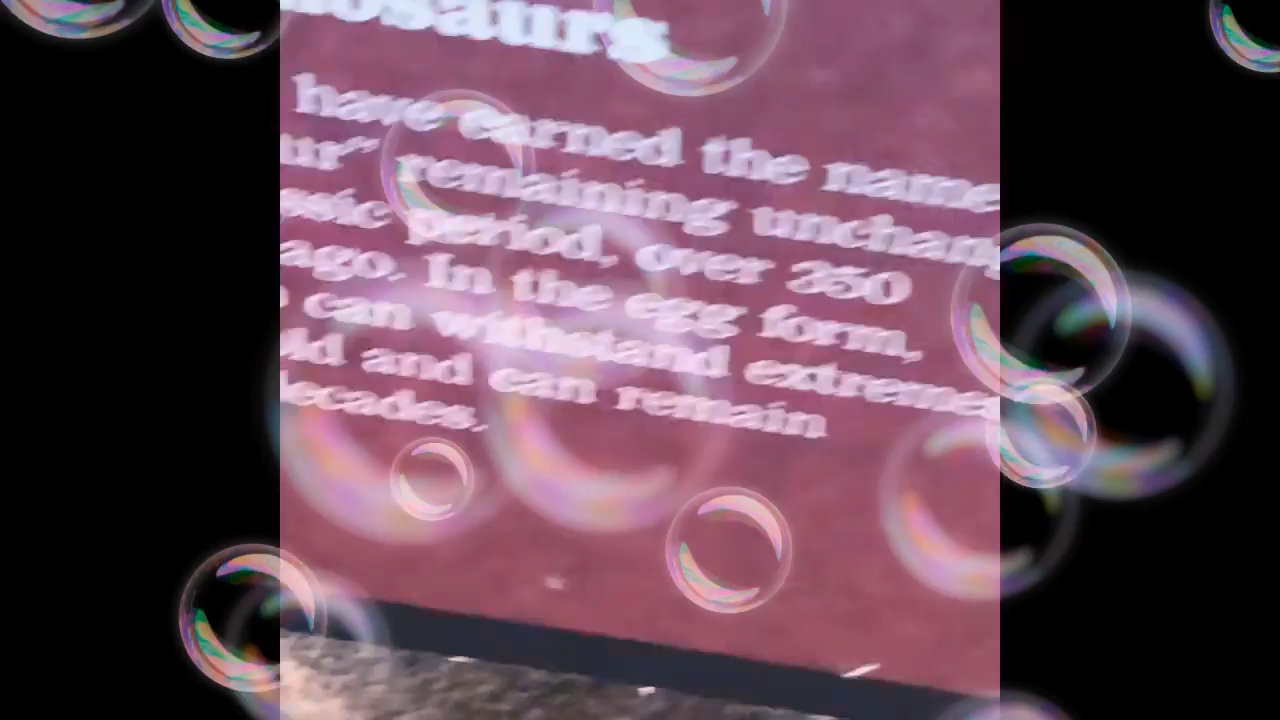 osaurs
have earned the name
ur" remaining unchang
ssic period, over 350
ago. In the egg form,
can withstand extreme
ld and can remain
decades.